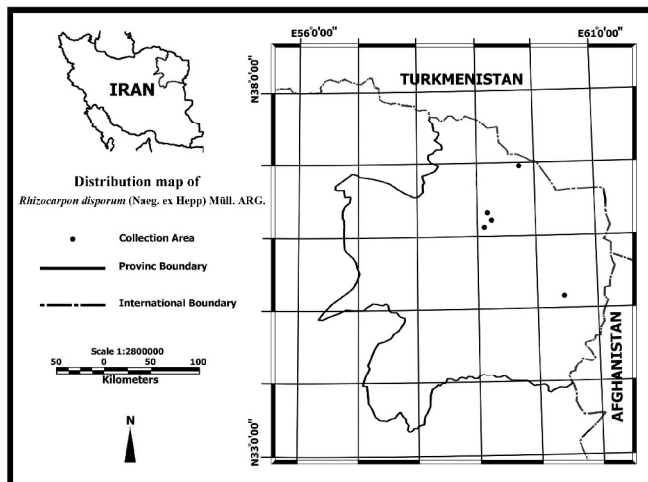 IRAN
Distribution map of
Rhizocarpon disporum (Naeg. ex Hepp) Müll. ARG.
Collection Area
Provinc Boundary
International Boundary
Scale 1:2800000
50 0 50 100
Kilometers
N
E56°0'00" E61°0'00"
N38°0'00"
TURKMENISTAN
AFGHANISTAN
N33°0'00"